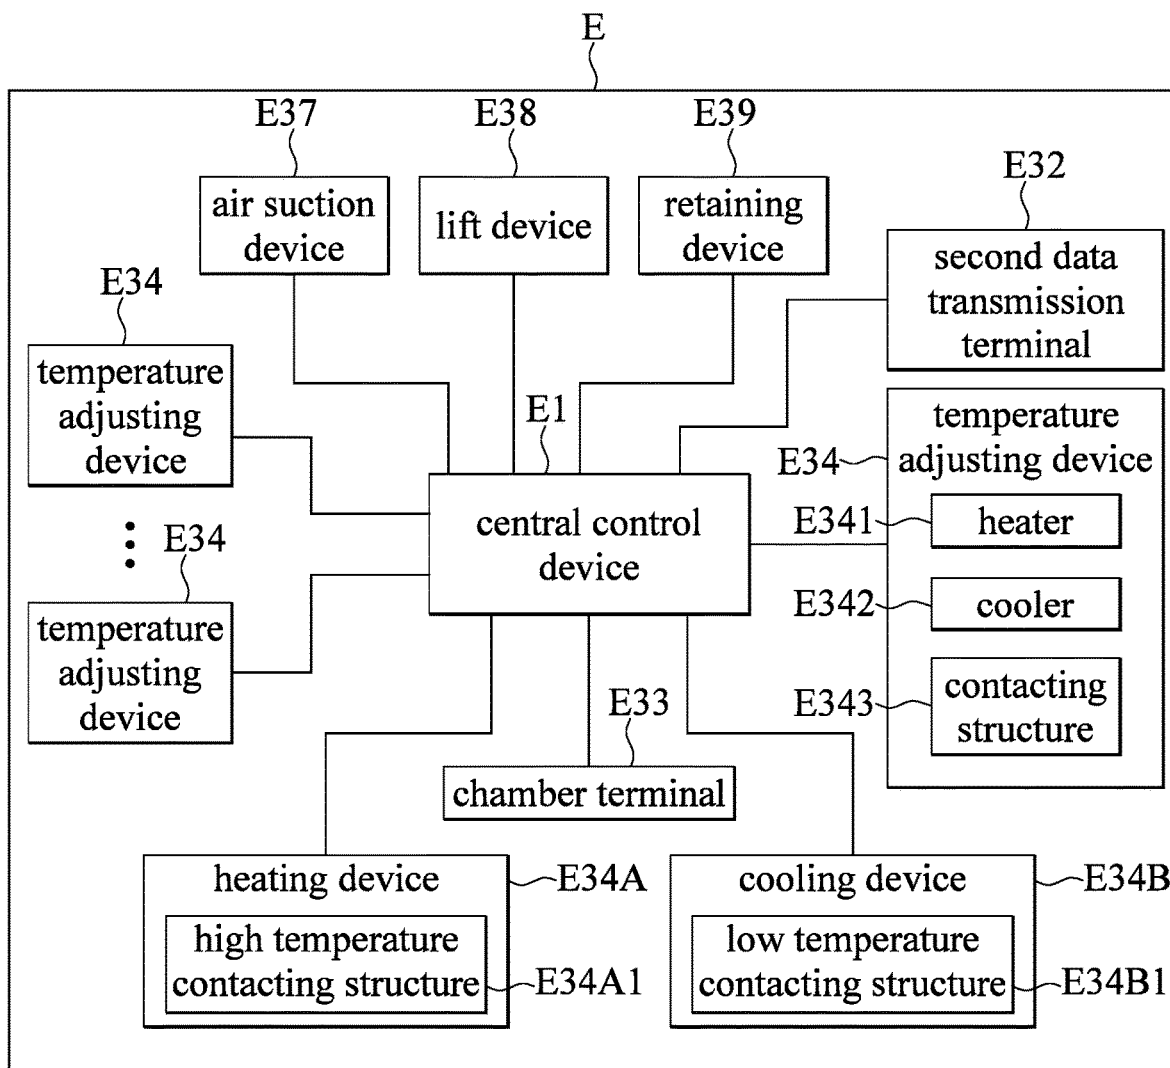 E
E37
E38
E39
E32
air suction
device
lift device
retaining
device
second data
transmission
terminal
E34
temperature
adjusting
device
E1
central control
device
E34
temperature
adjusting device
E341
heater
E342
cooler
E343
contacting
structure
E34
temperature
adjusting
device
E33
chamber terminal
heating device
E34A
high temperature
contacting structure
E34A1
cooling device
E34B
low temperature
contacting structure
E34B1